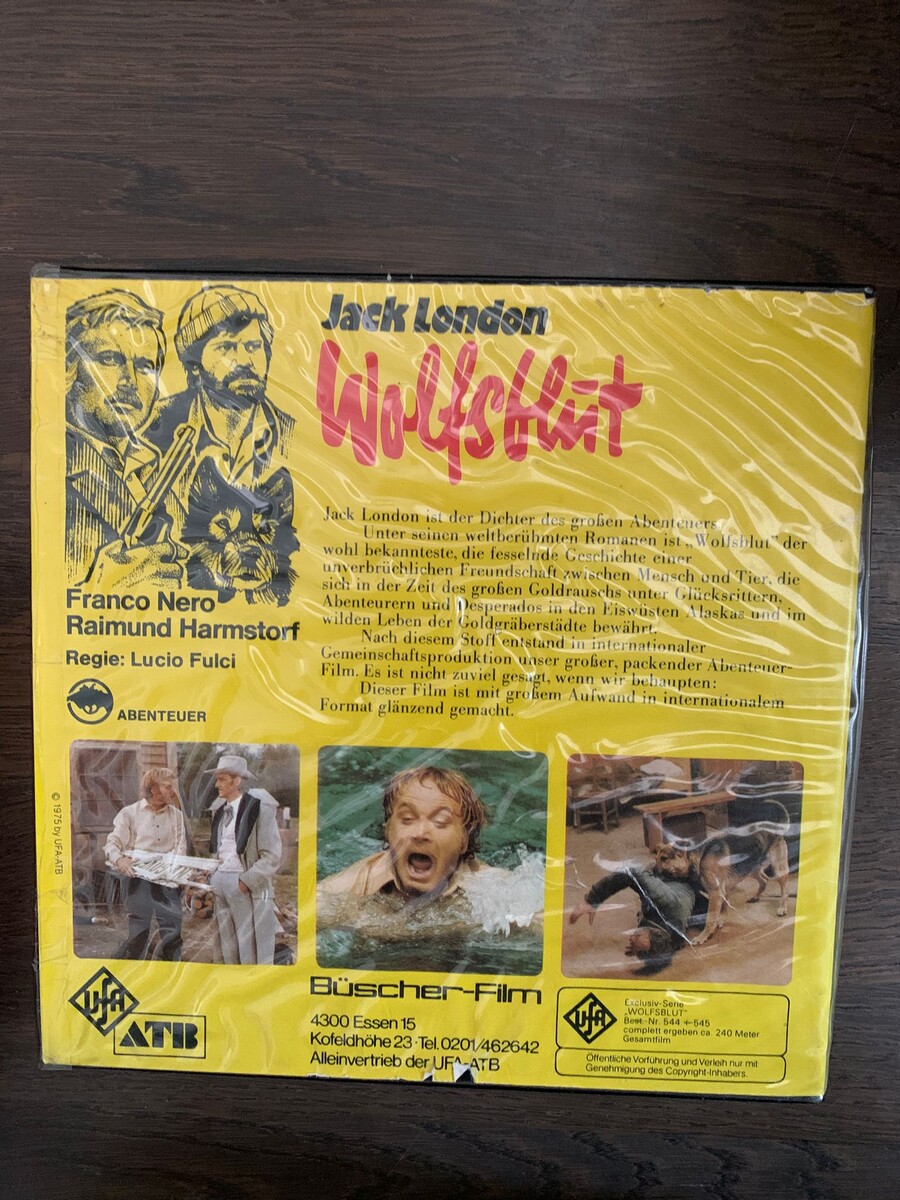 Jack London
Wolfsblut
Jack London ist der Dichter des großen Abenteuers
Unter seinen weltberühmten Romanen ist „Wolfsblut" der
wohl bekannteste, die fesselnde Geschichte einer
unverbrüchlichen Freundschaft zwischen Mensch und Tier, die
sich in der Zeit des großen Goldrauschs unter Glücksrittern,
Abenteurern und Desperados in den Eiswüsten Alaskas und im
wilden Leben der Goldgräberstädte bewährt.
Nach diesem Stoff entstand in internationaler
Gemeinschaftsproduktion unser großer, packender Abenteuer-
Film. Es ist nicht zuviel gesagt, wenn wir behaupten:
Dieser Film ist mit großem Aufwand in internationalem
Format glänzend gemacht.
Franco Nero
Raimund Harmstorf
Regie: Lucio Fulci
ABENTEUER
© 1975 by UFA-ATB
UFA
ATB
Büscher-Film
4300 Essen 15
Kofeldhöhe 23 · Tel. 0201/462642
Alleinvertrieb der UFA-ATB
UFA
Exclusiv-Serie
„WOLFSBLUT"
Best.-Nr. 544 + 545
complett ergeben ca. 240 Meter
Gesamtfilm
Öffentliche Vorführung und Verleih nur mit
Genehmigung des Copyright-Inhabers.